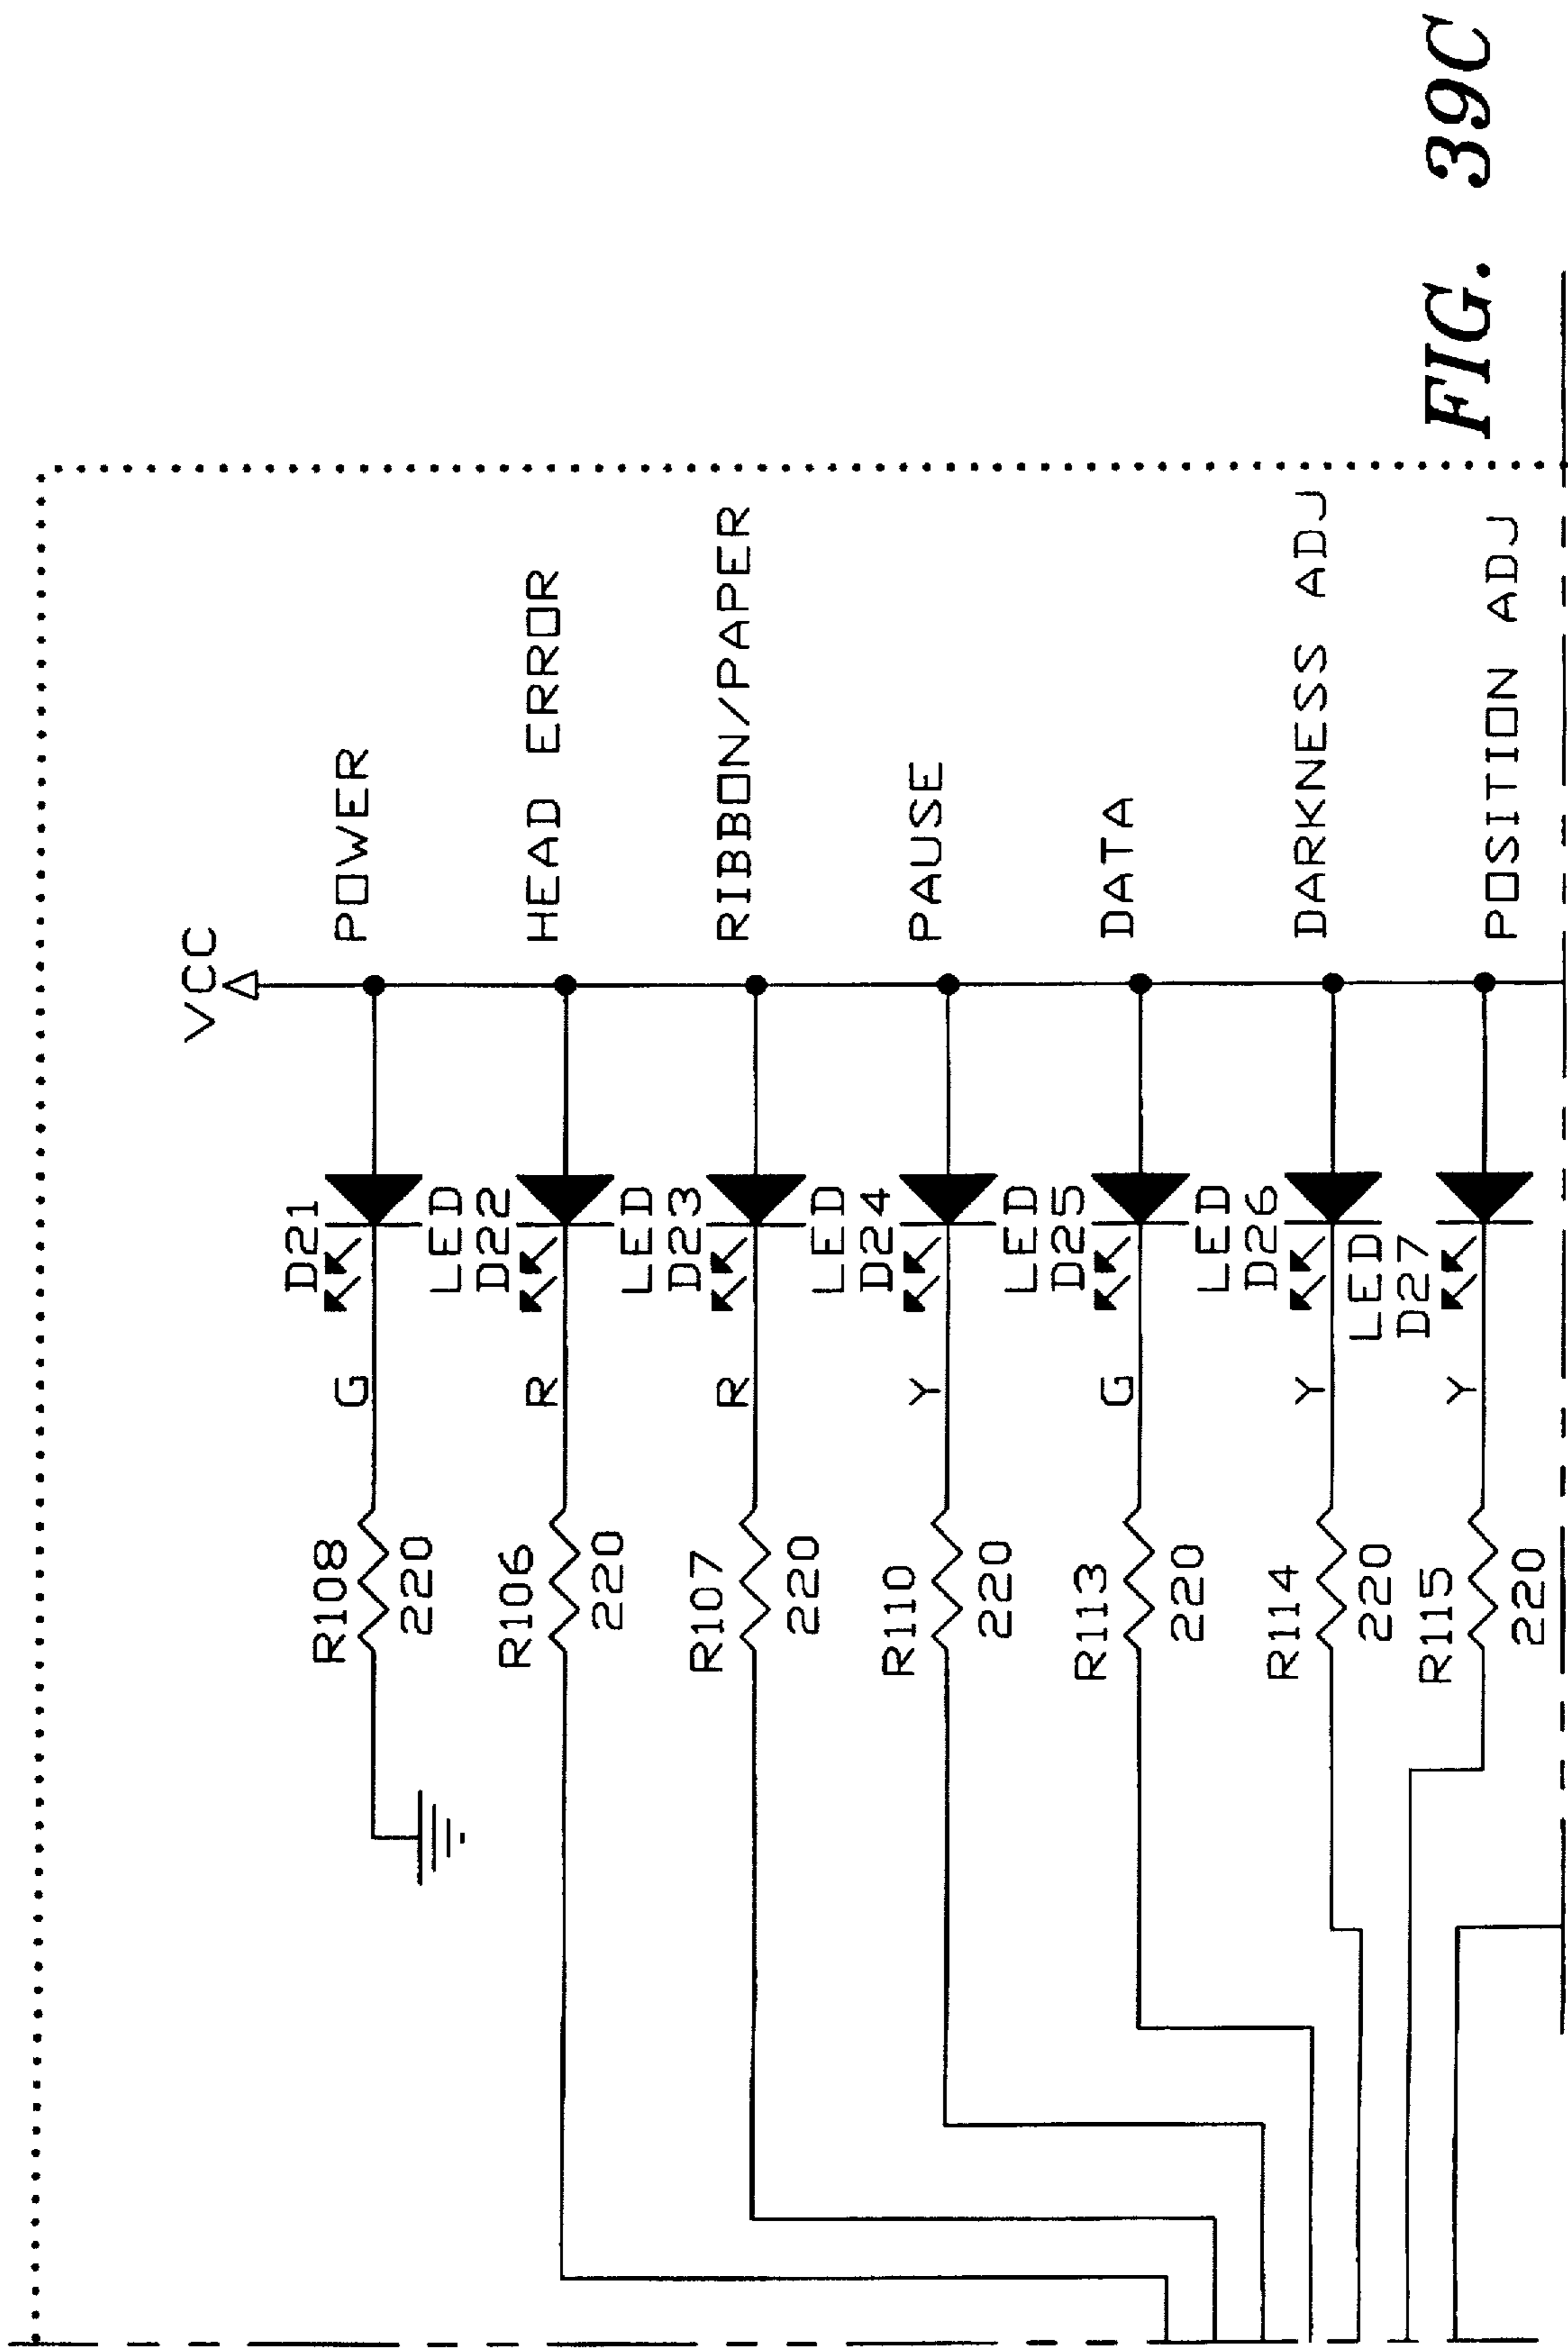 VCC
R108
220
G
D21
LED
POWER
R106
220
R
D22
LED
HEAD ERROR
R107
220
R
D23
LED
RIBBON/PAPER
R110
220
Y
D24
LED
PAUSE
R113
220
G
D25
LED
DATA
R114
220
Y
D26
LED
DARKNESS ADJ
R115
220
Y
D27
POSITION ADJ
FIG. 39C